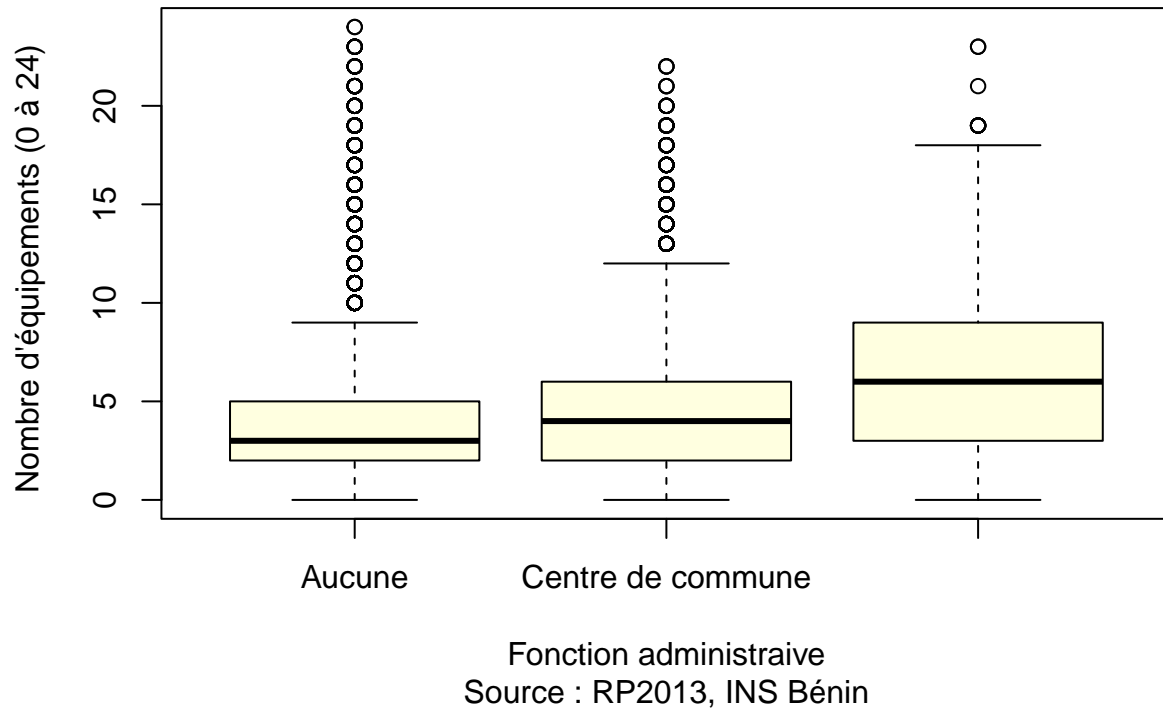 Nombre d'équipements (0 à 24)
20
15
10
5
0
Aucune
Centre de commune
Fonction administraive
Source : RP2013, INS Bénin